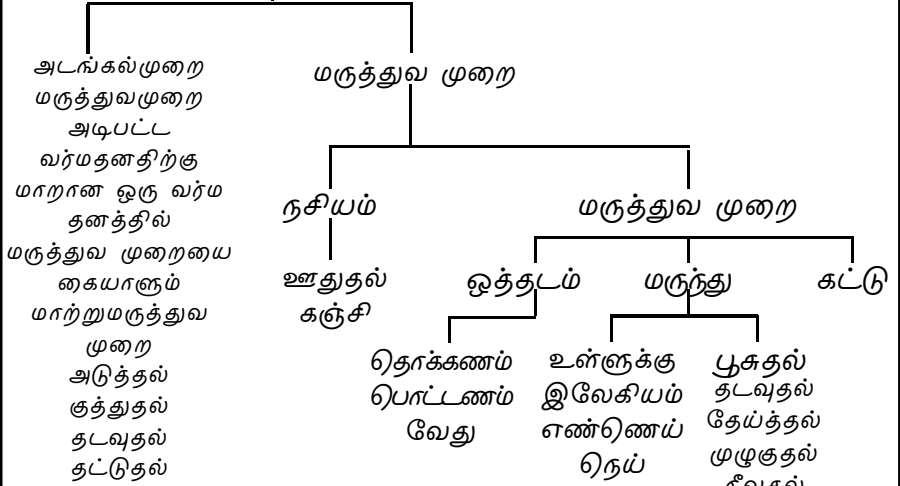 அடங்கல்முறை
மருத்துவமுறை
அடிபட்ட
வர்மதனதிற்கு
மாறான ஒரு வர்ம
தனத்தில்
மருத்துவ முறையை
கையாளும்
மாற்றுமருத்துவ
முறை
அடுத்தல்
குத்துதல்
தடவுதல்
தட்டுதல்
மருத்துவ முறை
நசியம்
ஊதுதல்
கஞ்சி
மருத்துவ முறை
ஒத்தடம்
தொக்கணம்
பொட்டணம்
வேது
மருந்து
உள்ளுக்கு
இலேகியம்
எண்ணெய்
நெய்
பூசுதல்
தடவுதல்
தேய்த்தல்
முழுகுதல்
கட்டு